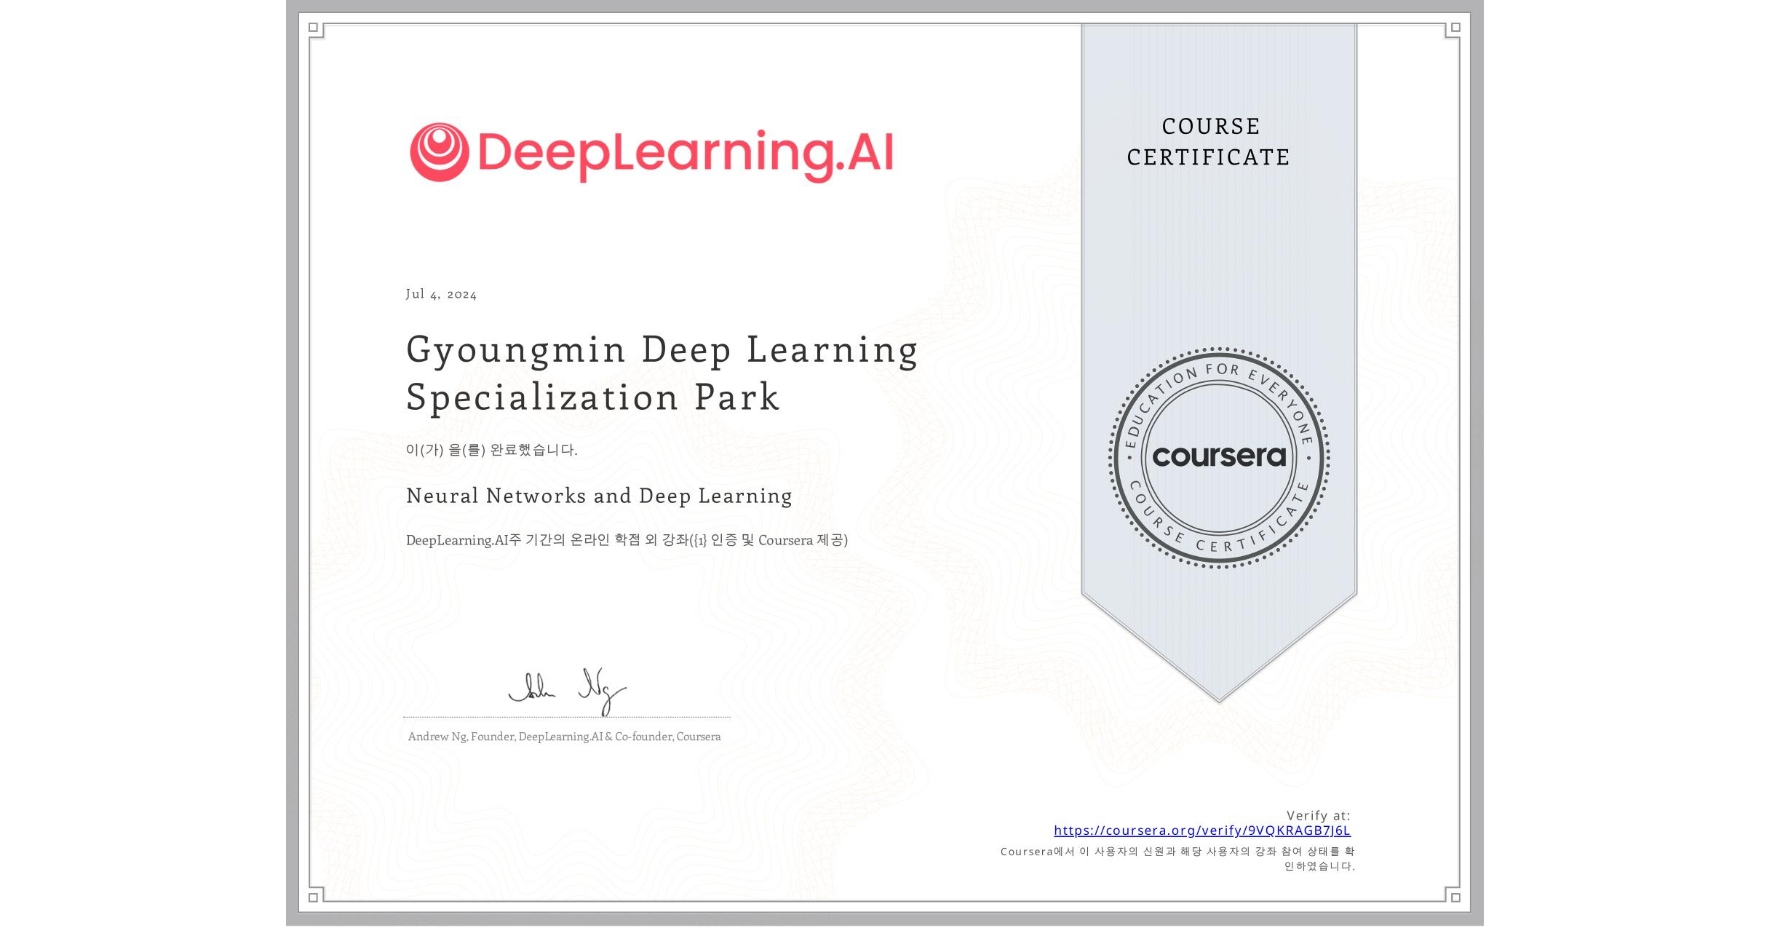 DeepLearning.AI
COURSE
CERTIFICATE
Jul 4, 2024
Gyoungmin Deep Learning
Specialization Park
이(가) 을(를) 완료했습니다.
Neural Networks and Deep Learning
DeepLearning.AI주 기간의 온라인 학점 외 강좌({1} 인증 및 Coursera 제공)
EDUCATION FOR EVERYONE
coursera
COURSE CERTIFICATE
Andrew Ng, Founder, DeepLearning.AI & Co-founder, Coursera
Verify at:
https://coursera.org/verify/9VQKRAGB7J6L
Coursera에서 이 사용자의 신원과 해당 사용자의 강좌 참여 상태를 확
인하였습니다.